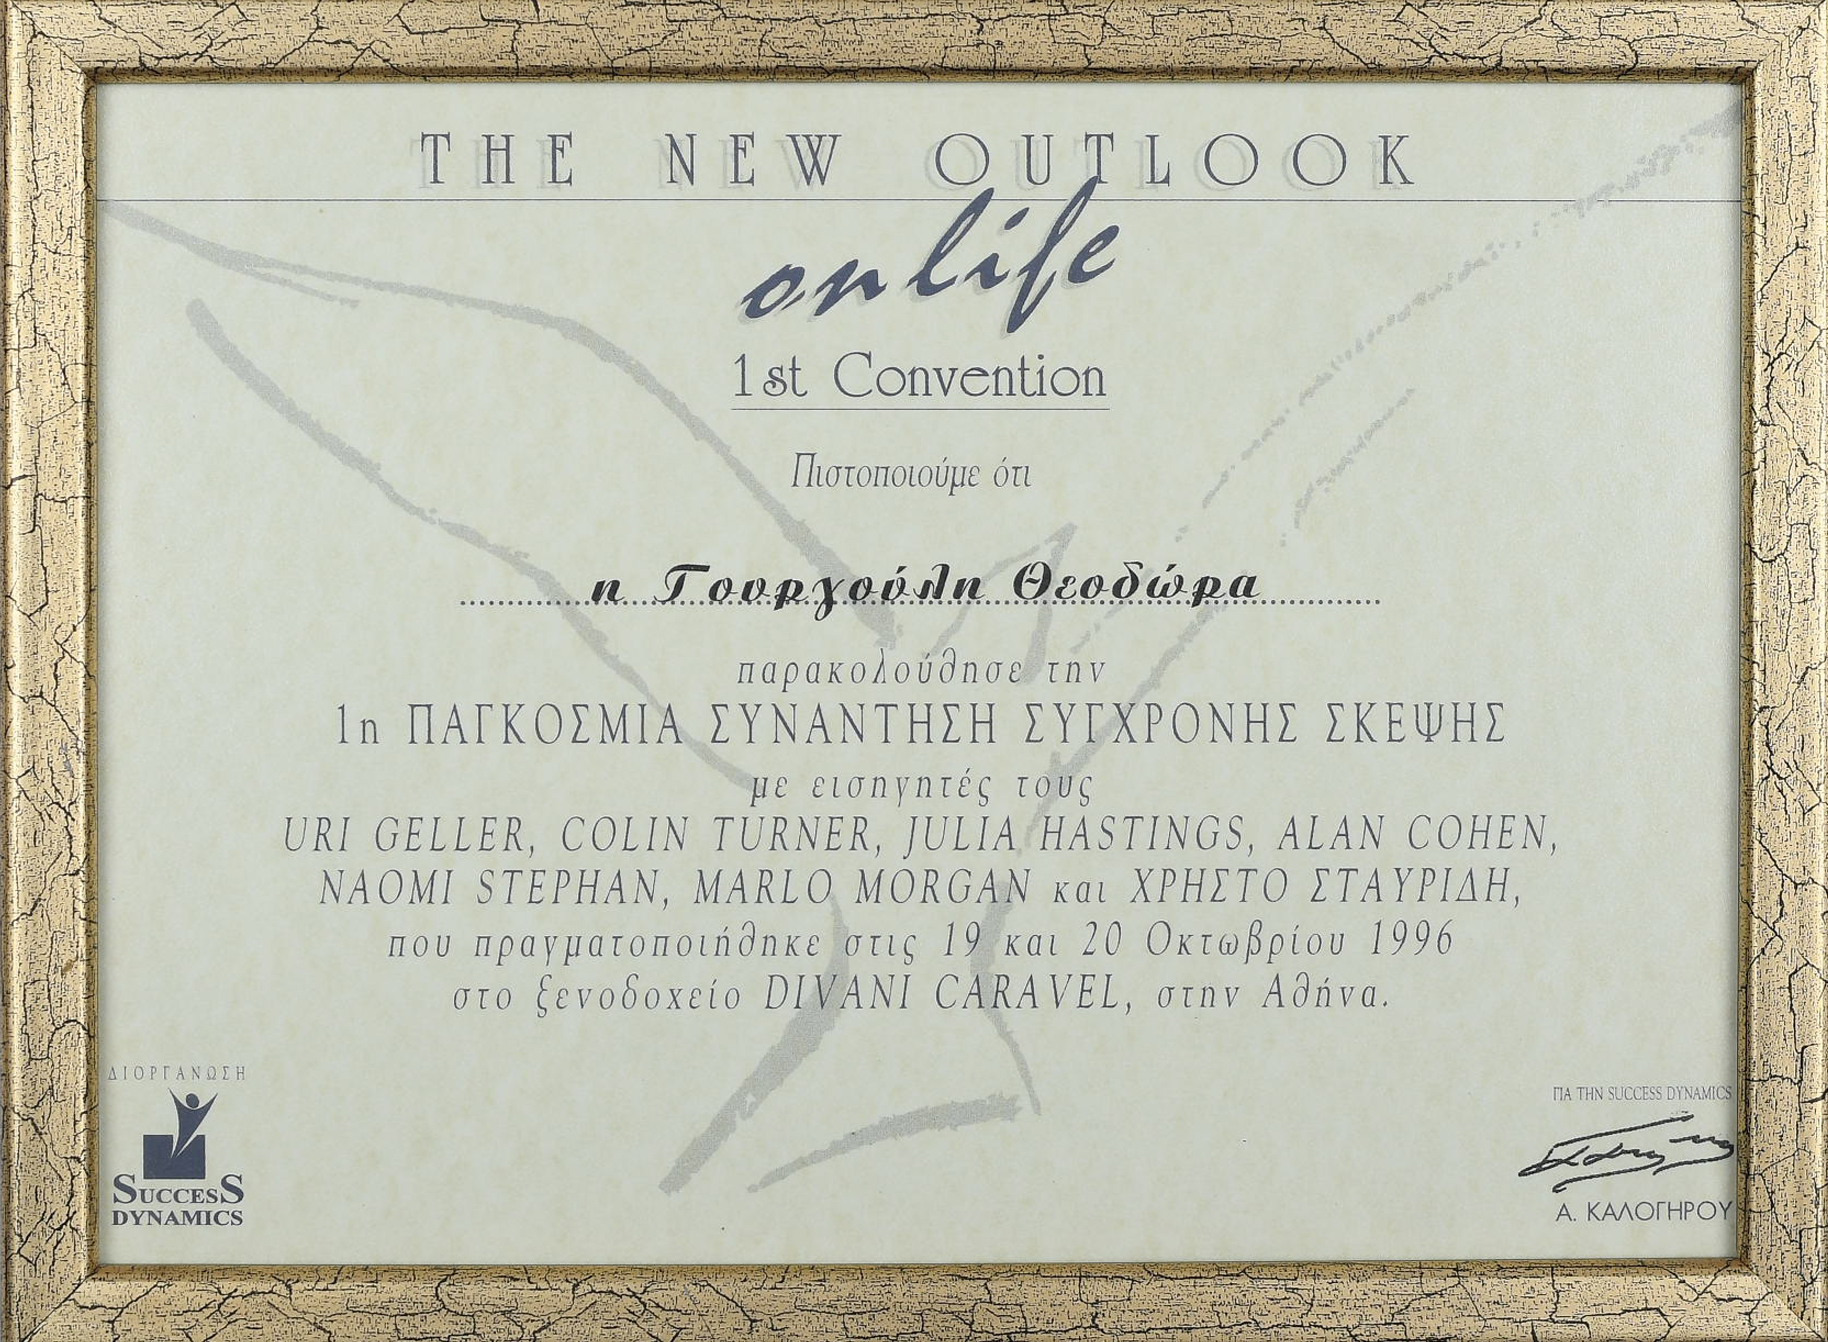 THE NEW OUTLOOK
on life
1st Convention
Πιστοποιούμε ότι
η Γουργούλη Θεοδώρα
παρακολούθησε την
1η ΠΑΓΚΟΣΜΙΑ ΣΥΝΑΝΤΗΣΗ ΣΥΓΧΡΟΝΗΣ ΣΚΕΨΗΣ
με εισηγητές τους
URI GELLER, COLIN TURNER, JULIA HASTINGS, ALAN COHEN,
NAOMI STEPHAN, MARLO MORGAN και ΧΡΗΣΤΟ ΣΤΑΥΡΙΔΗ,
που πραγματοποιήθηκε στις 19 και 20 Οκτωβρίου 1996
στο ξενοδοχείο DIVANI CARAVEL, στην Αθήνα.
ΔΙΟΡΓΑΝΩΣΗ
SUCCESS
DYNAMICS
ΓΙΑ ΤΗΝ SUCCESS DYNAMICS
Α. ΚΑΛΟΓΗΡΟΥ